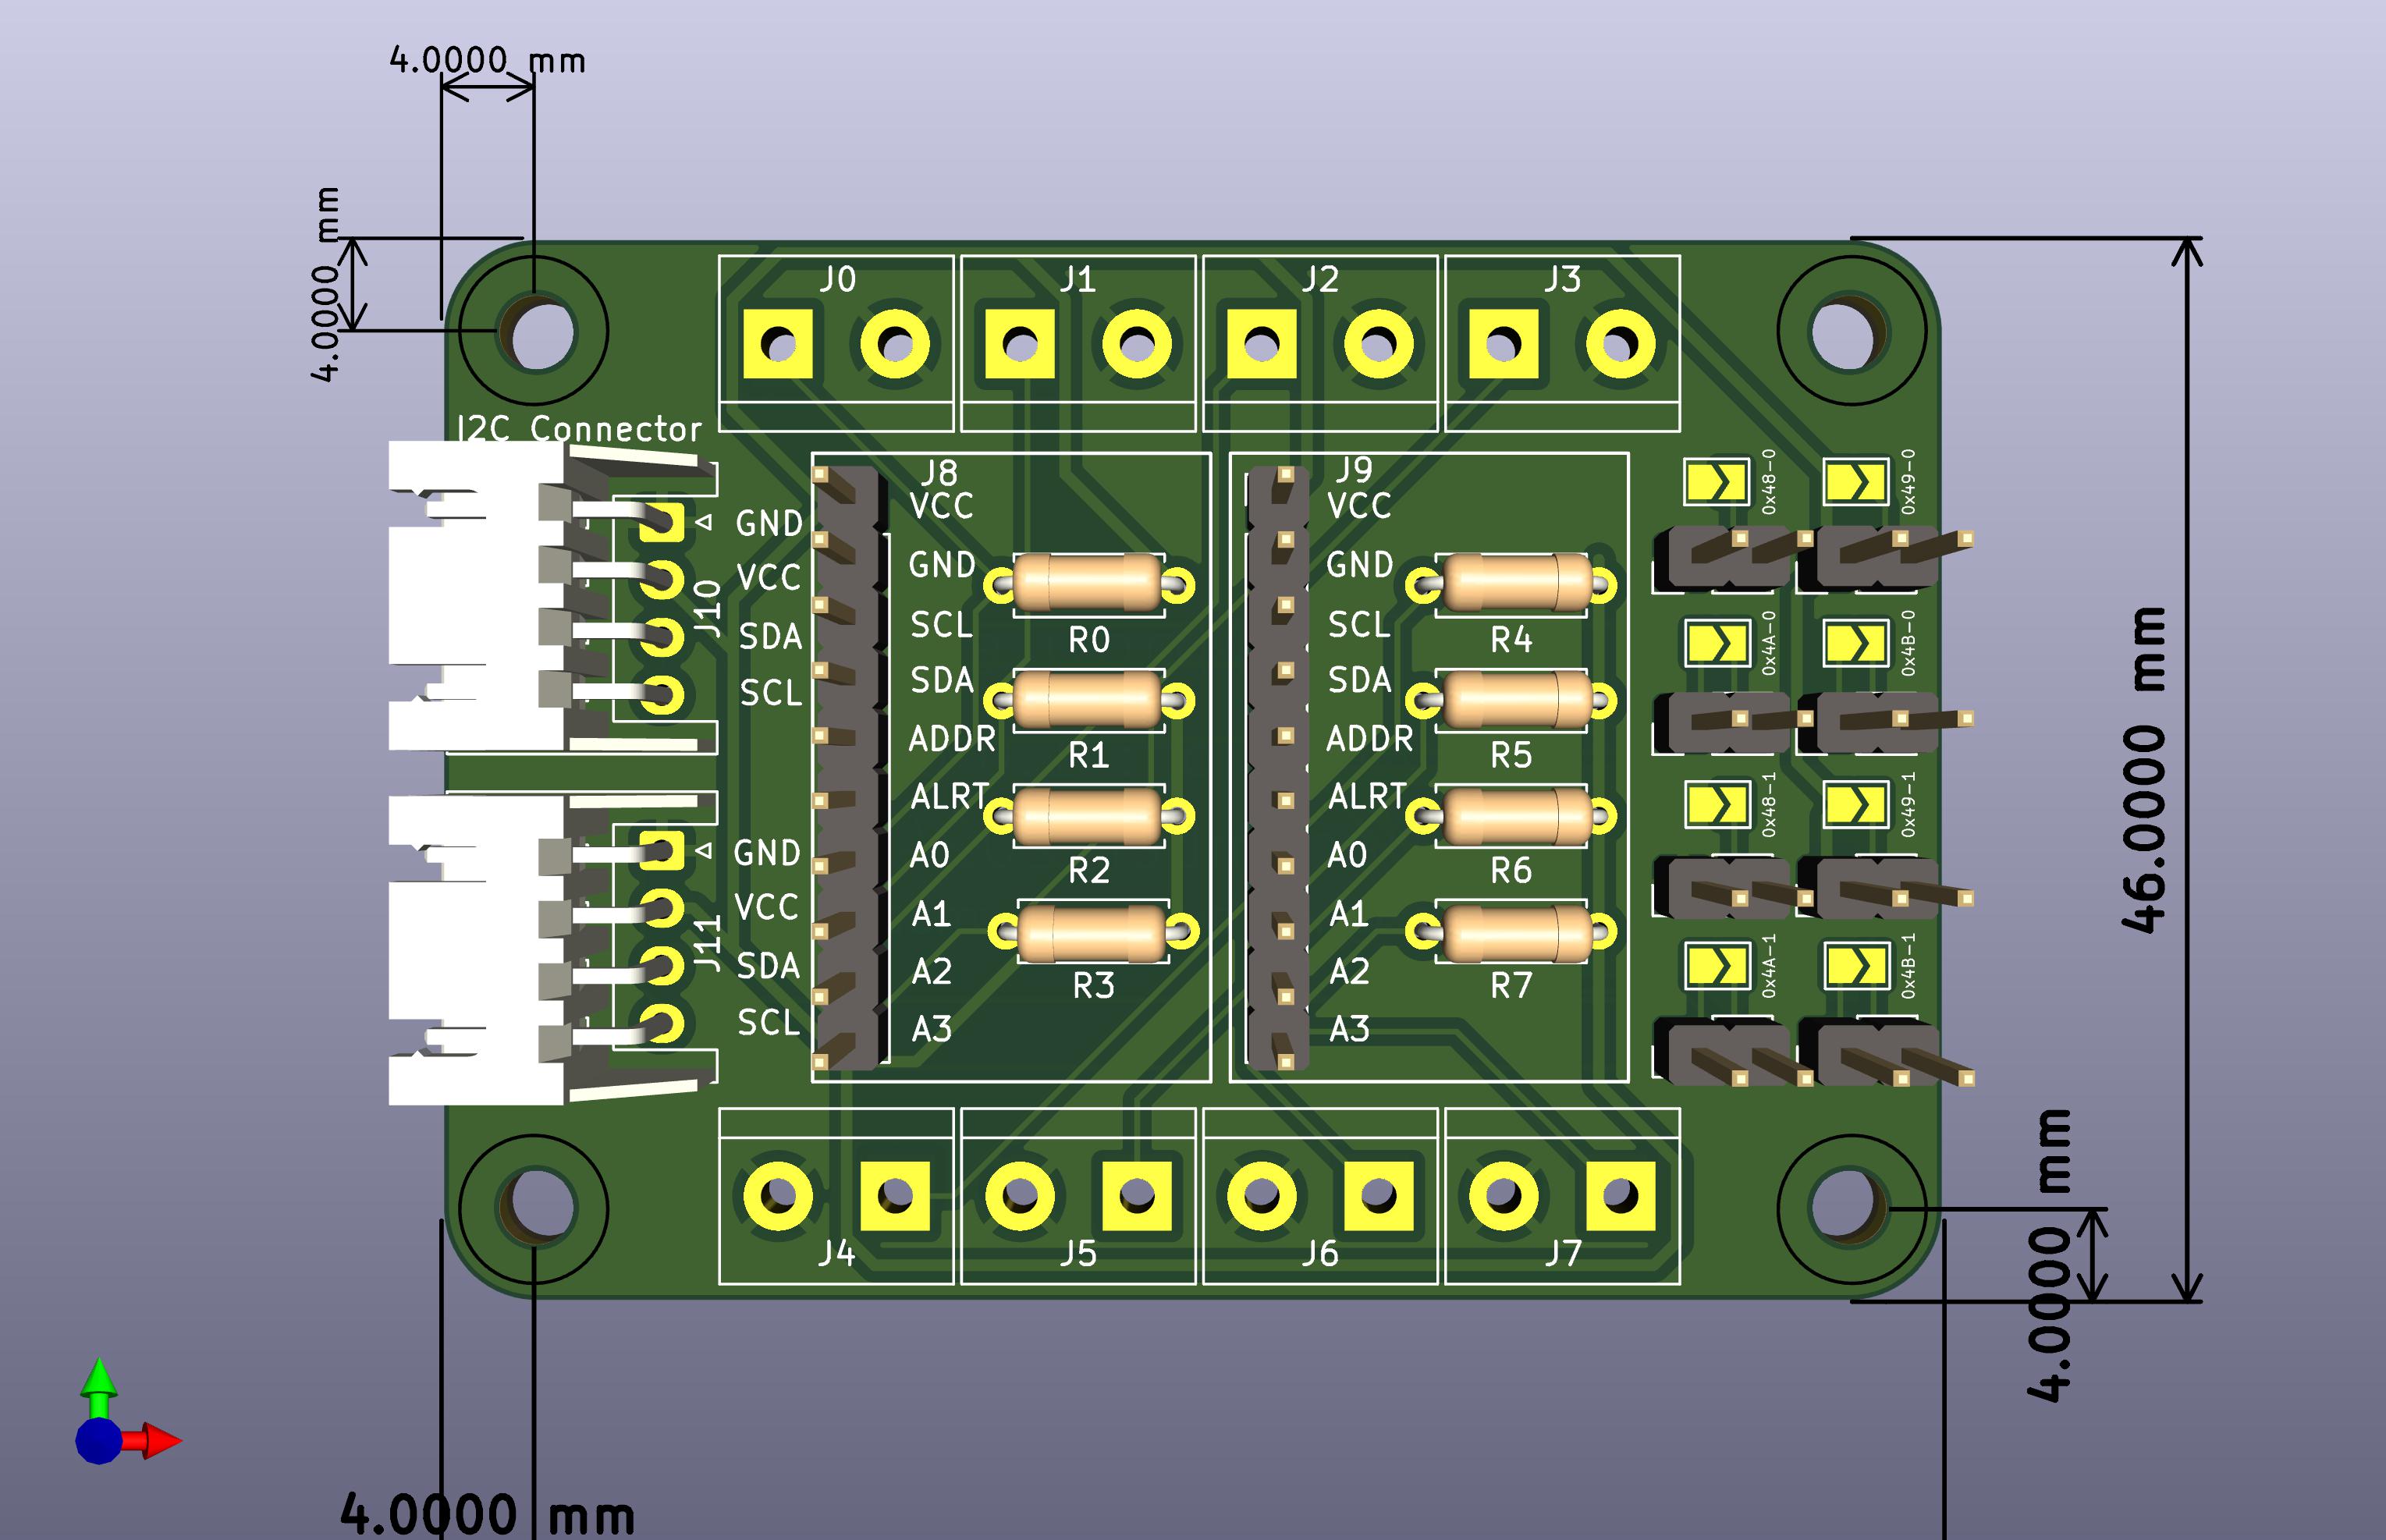 4.0000 mm
4.0000 mm
J0
J1
J2
J3
I2C Connector
GND
VCC
SDA
SCL
J10
GND
VCC
SDA
SCL
J11
J8
VCC
GND
SCL
SDA
ADDR
ALRT
A0
A1
A2
A3
R0
R1
R2
R3
J9
VCC
GND
SCL
SDA
ADDR
ALRT
A0
A1
A2
A3
R4
R5
R6
R7
0x48-0
0x49-0
0x4A-0
0x4B-0
0x48-1
0x49-1
0x4A-1
0x4B-1
46.0000 mm
J4
J5
J6
J7
4.0000 mm
4.0000 mm